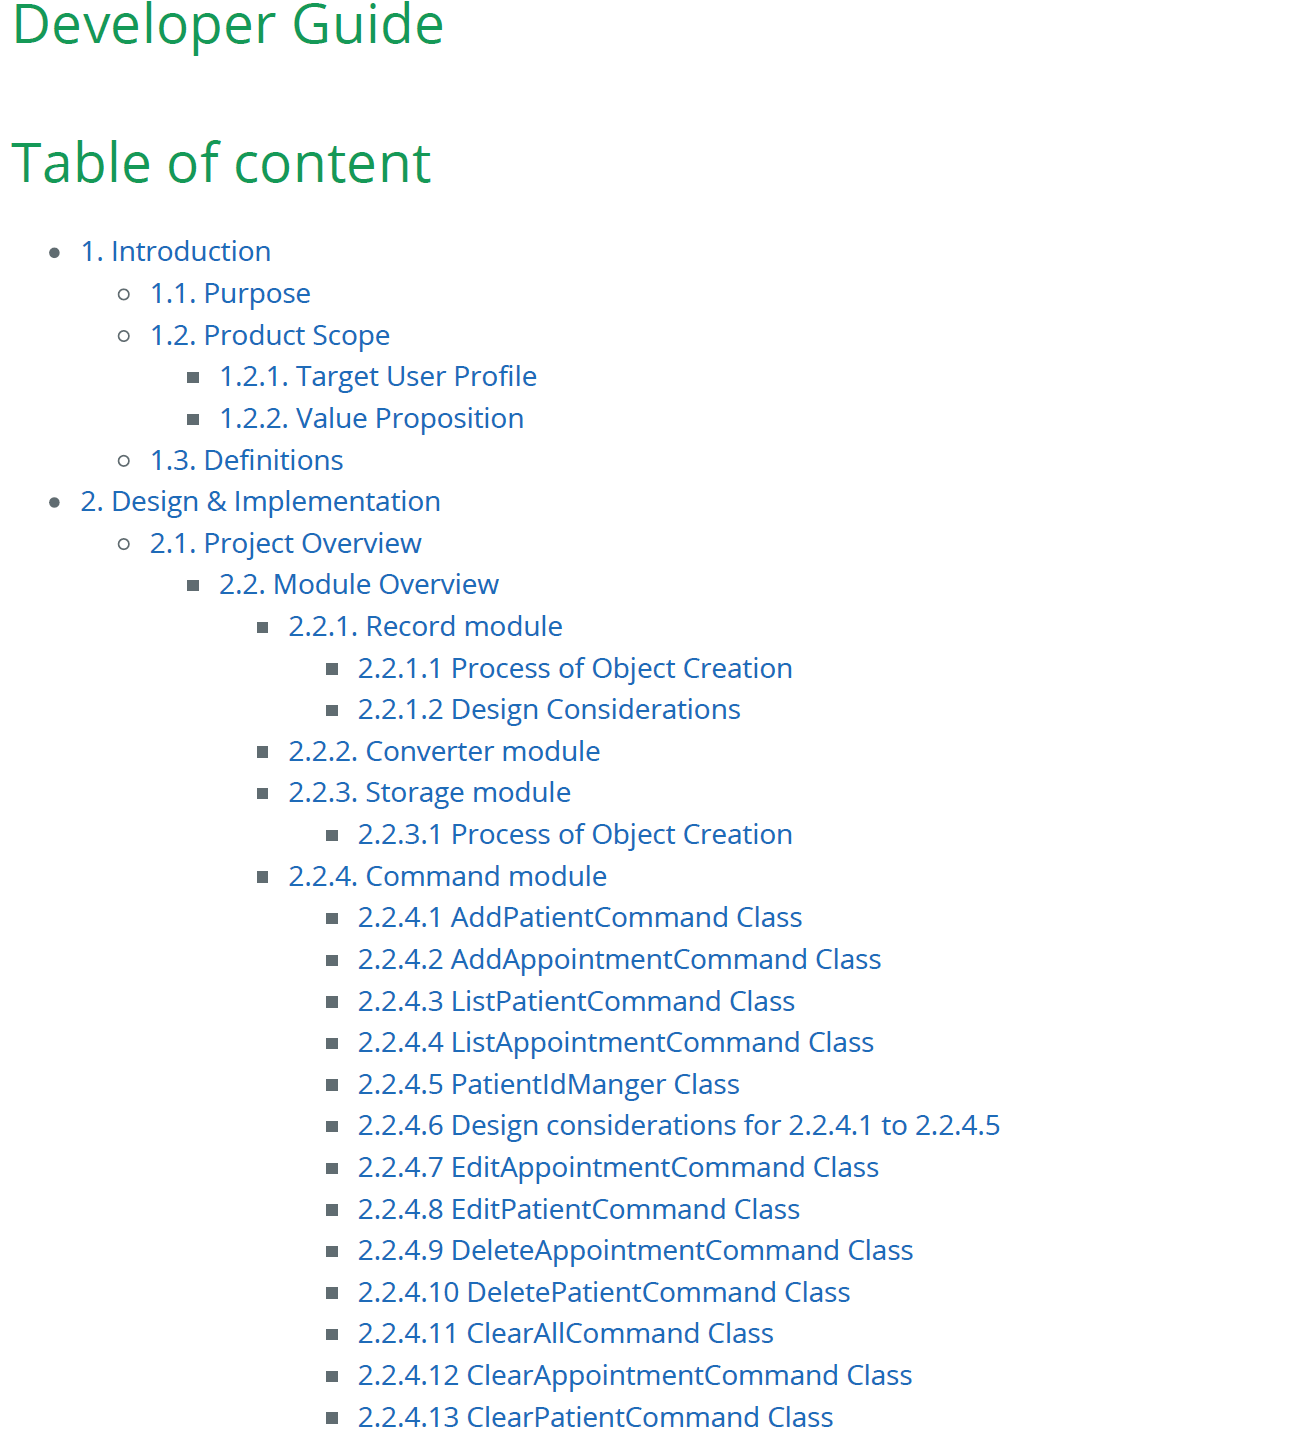 Developer Guide
Table of content
1. Introduction
1.1. Purpose
1.2. Product Scope
1.2.1. Target User Profile
1.2.2. Value Proposition
1.3. Definitions
2. Design & Implementation
2.1. Project Overview
2.2. Module Overview
2.2.1. Record module
2.2.1.1 Process of Object Creation
2.2.1.2 Design Considerations
2.2.2. Converter module
2.2.3. Storage module
2.2.3.1 Process of Object Creation
2.2.4. Command module
2.2.4.1 AddPatientCommand Class
2.2.4.2 AddAppointmentCommand Class
2.2.4.3 ListPatientCommand Class
2.2.4.4 ListAppointmentCommand Class
2.2.4.5 PatientIdManger Class
2.2.4.6 Design considerations for 2.2.4.1 to 2.2.4.5
2.2.4.7 EditAppointmentCommand Class
2.2.4.8 EditPatientCommand Class
2.2.4.9 DeleteAppointmentCommand Class
2.2.4.10 DeletePatientCommand Class
2.2.4.11 ClearAllCommand Class
2.2.4.12 ClearAppointmentCommand Class
2.2.4.13 ClearPatientCommand Class